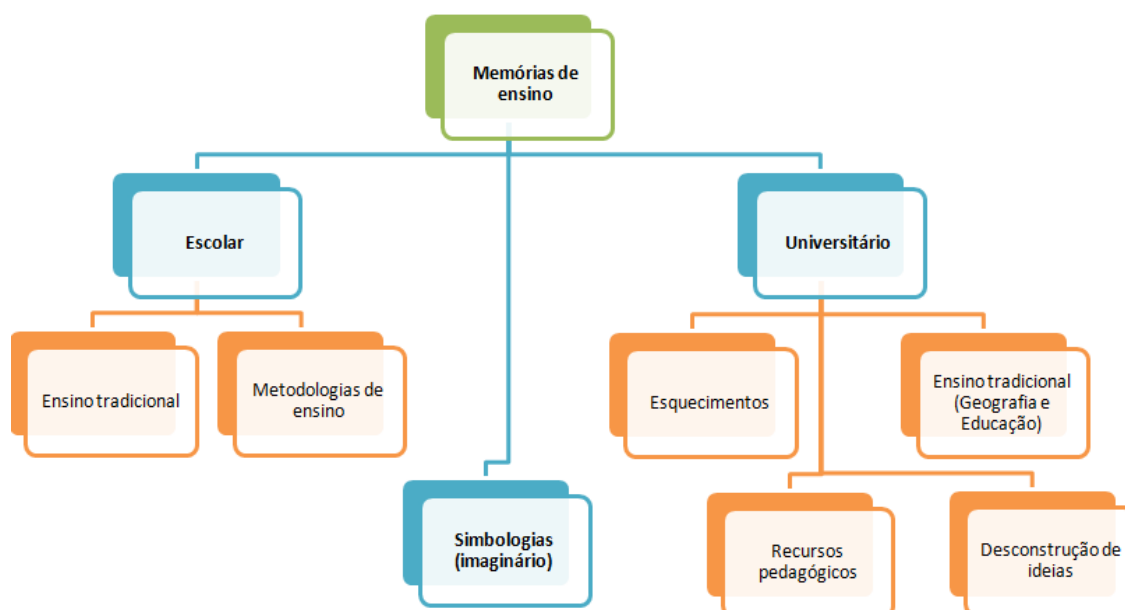 Memórias de
ensino
Escolar
Universitário
Ensino tradicional
Metodologias de
ensino
Esquecimentos
Ensino tradicional
(Geografia e
Educação)
Simbologias
(imaginário)
Recursos
pedagógicos
Desconstrução de
ideias